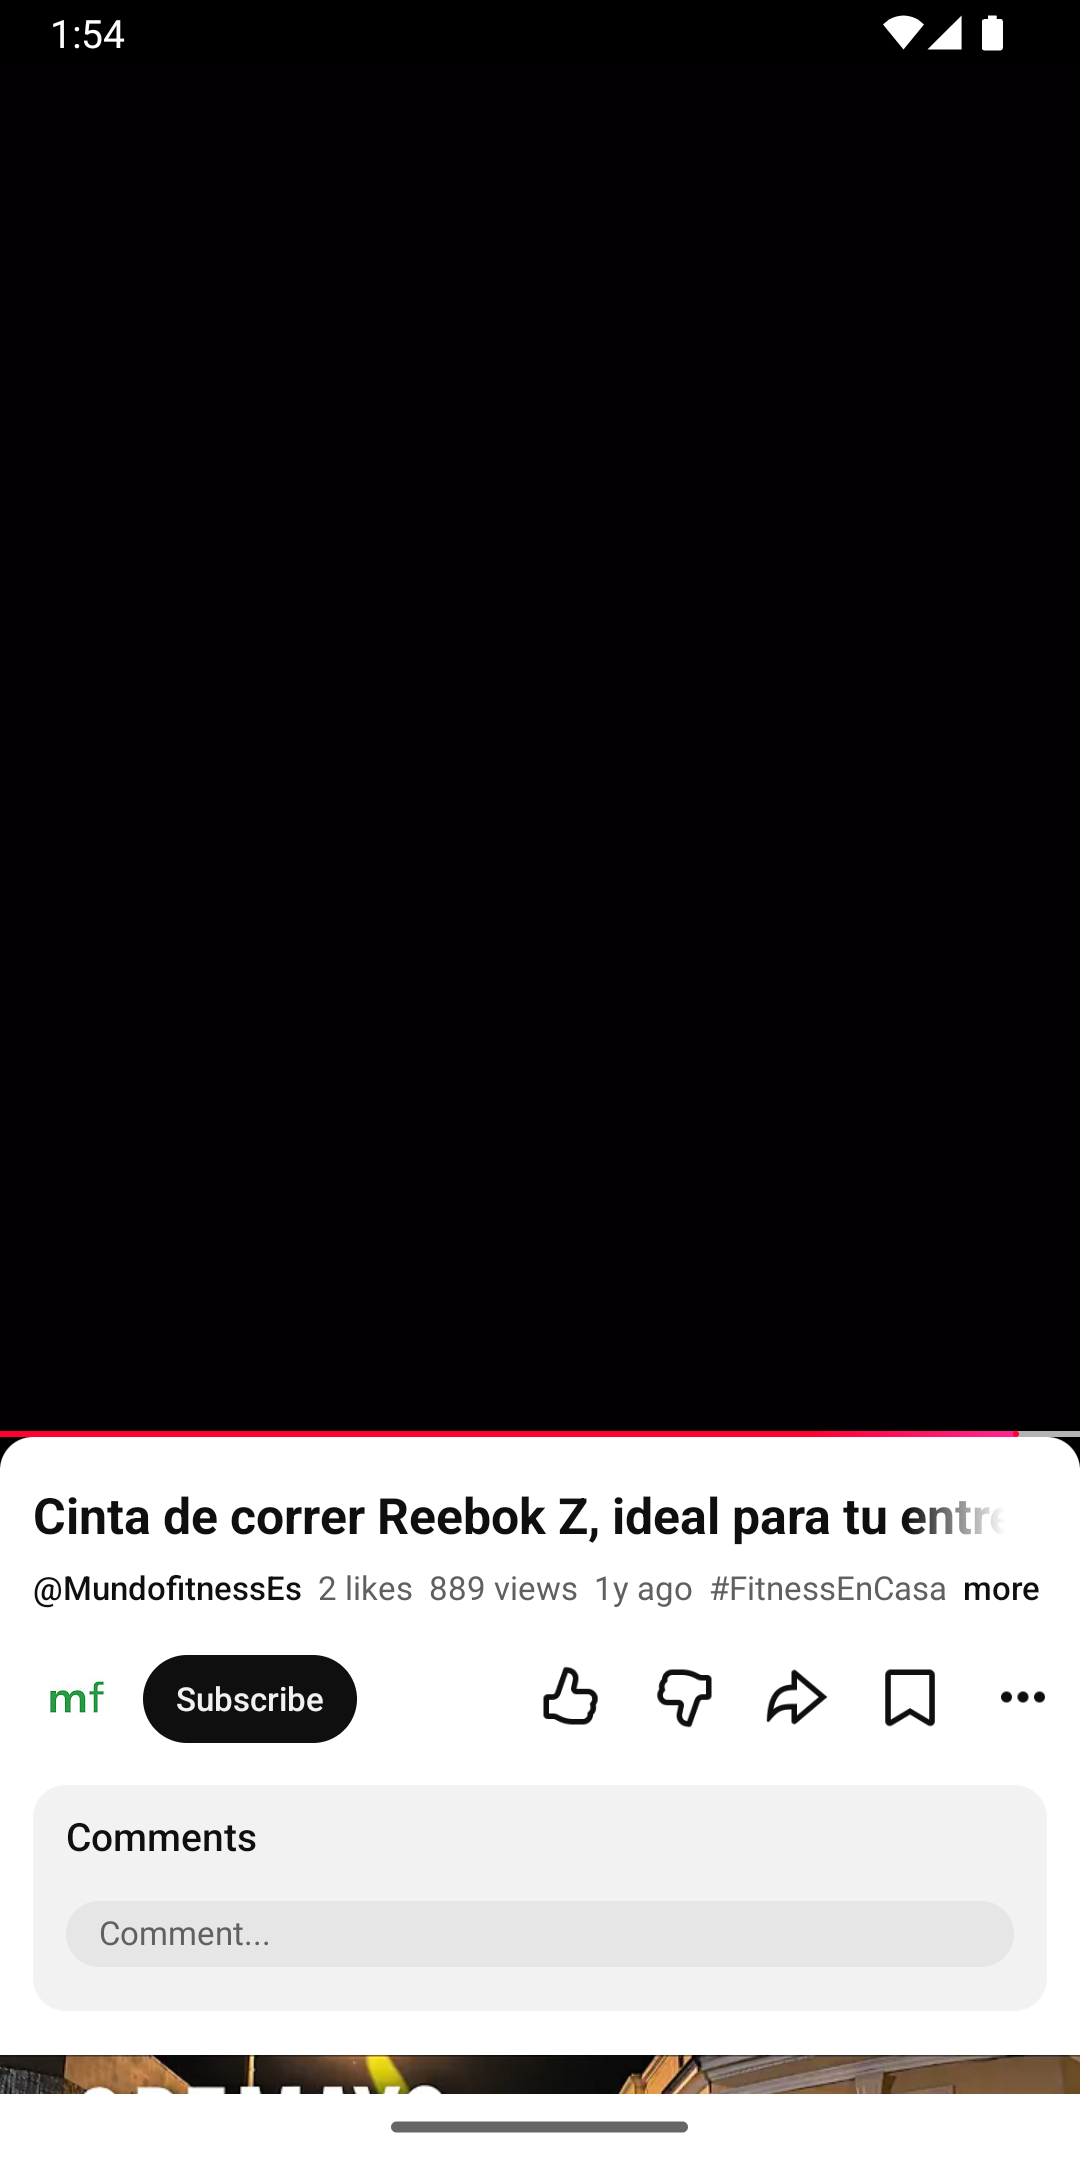 1:54
Cinta de correr Reebok Z, ideal para tu entre
@MundofitnessEs 2 likes 889 views 1y ago #FitnessEnCasa more
mf Subscribe
Comments
Comment...